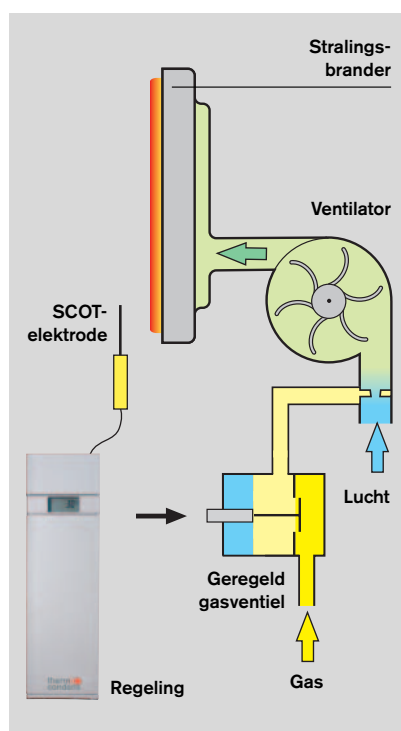 Stralings-
brander
Ventilator
SCOT-
elektrode
Lucht
Geregeld
gasventiel
Regeling
Gas